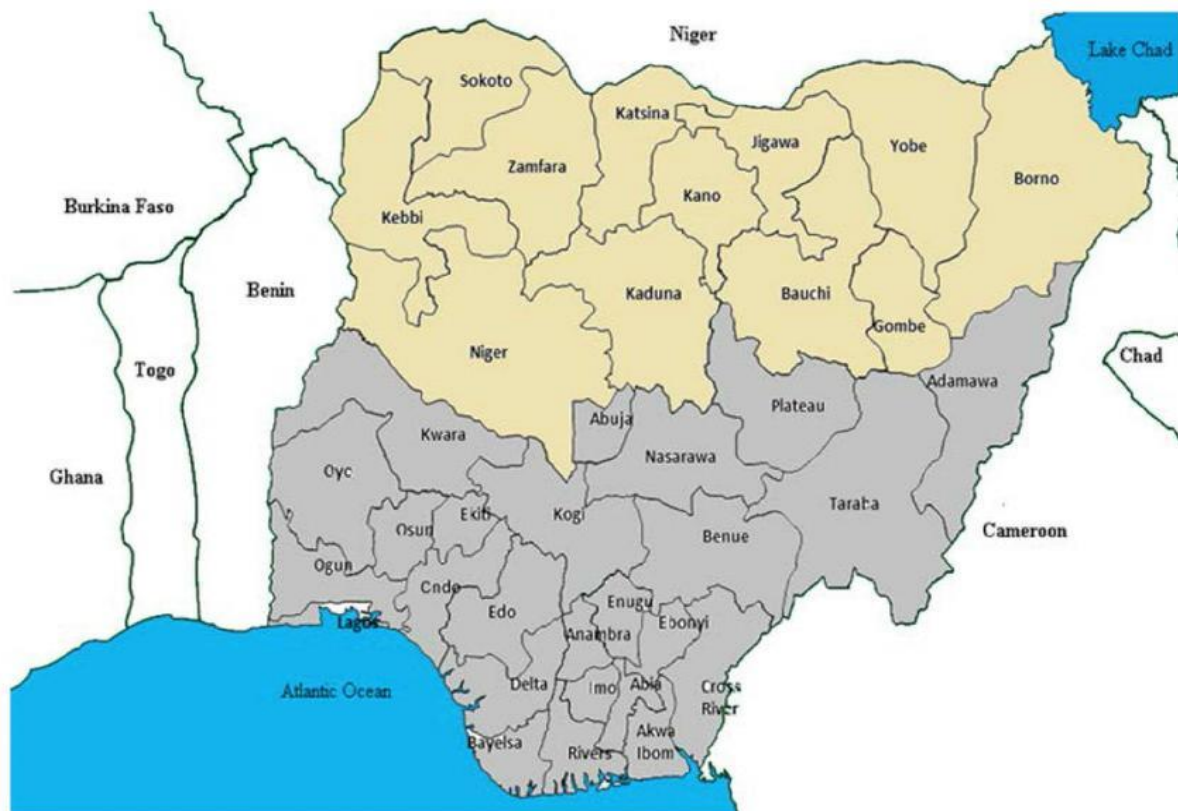 Niger
Lake Chad
Sokoto
Katsina
Jigawa
Yobe
Zamfara
Kano
Borno
Burkina Faso
Kebbi
Benin
Kaduna
Bauchi
Gombe
Niger
Togo
Chad
Adamawa
Abuja
Plateau
Kwara
Nasarawa
Oyc
Ghana
Taraba
Ekiti
Kogi
Osun
Benue
Cameroon
Ogun
Cndo
Edo
Enugu
Lagos
Anambra
Ebonyi
Delta
Imo
Abia
Cross
River
Atlantic Ocean
Bayelsa
Rivers
Akwa
Ibom